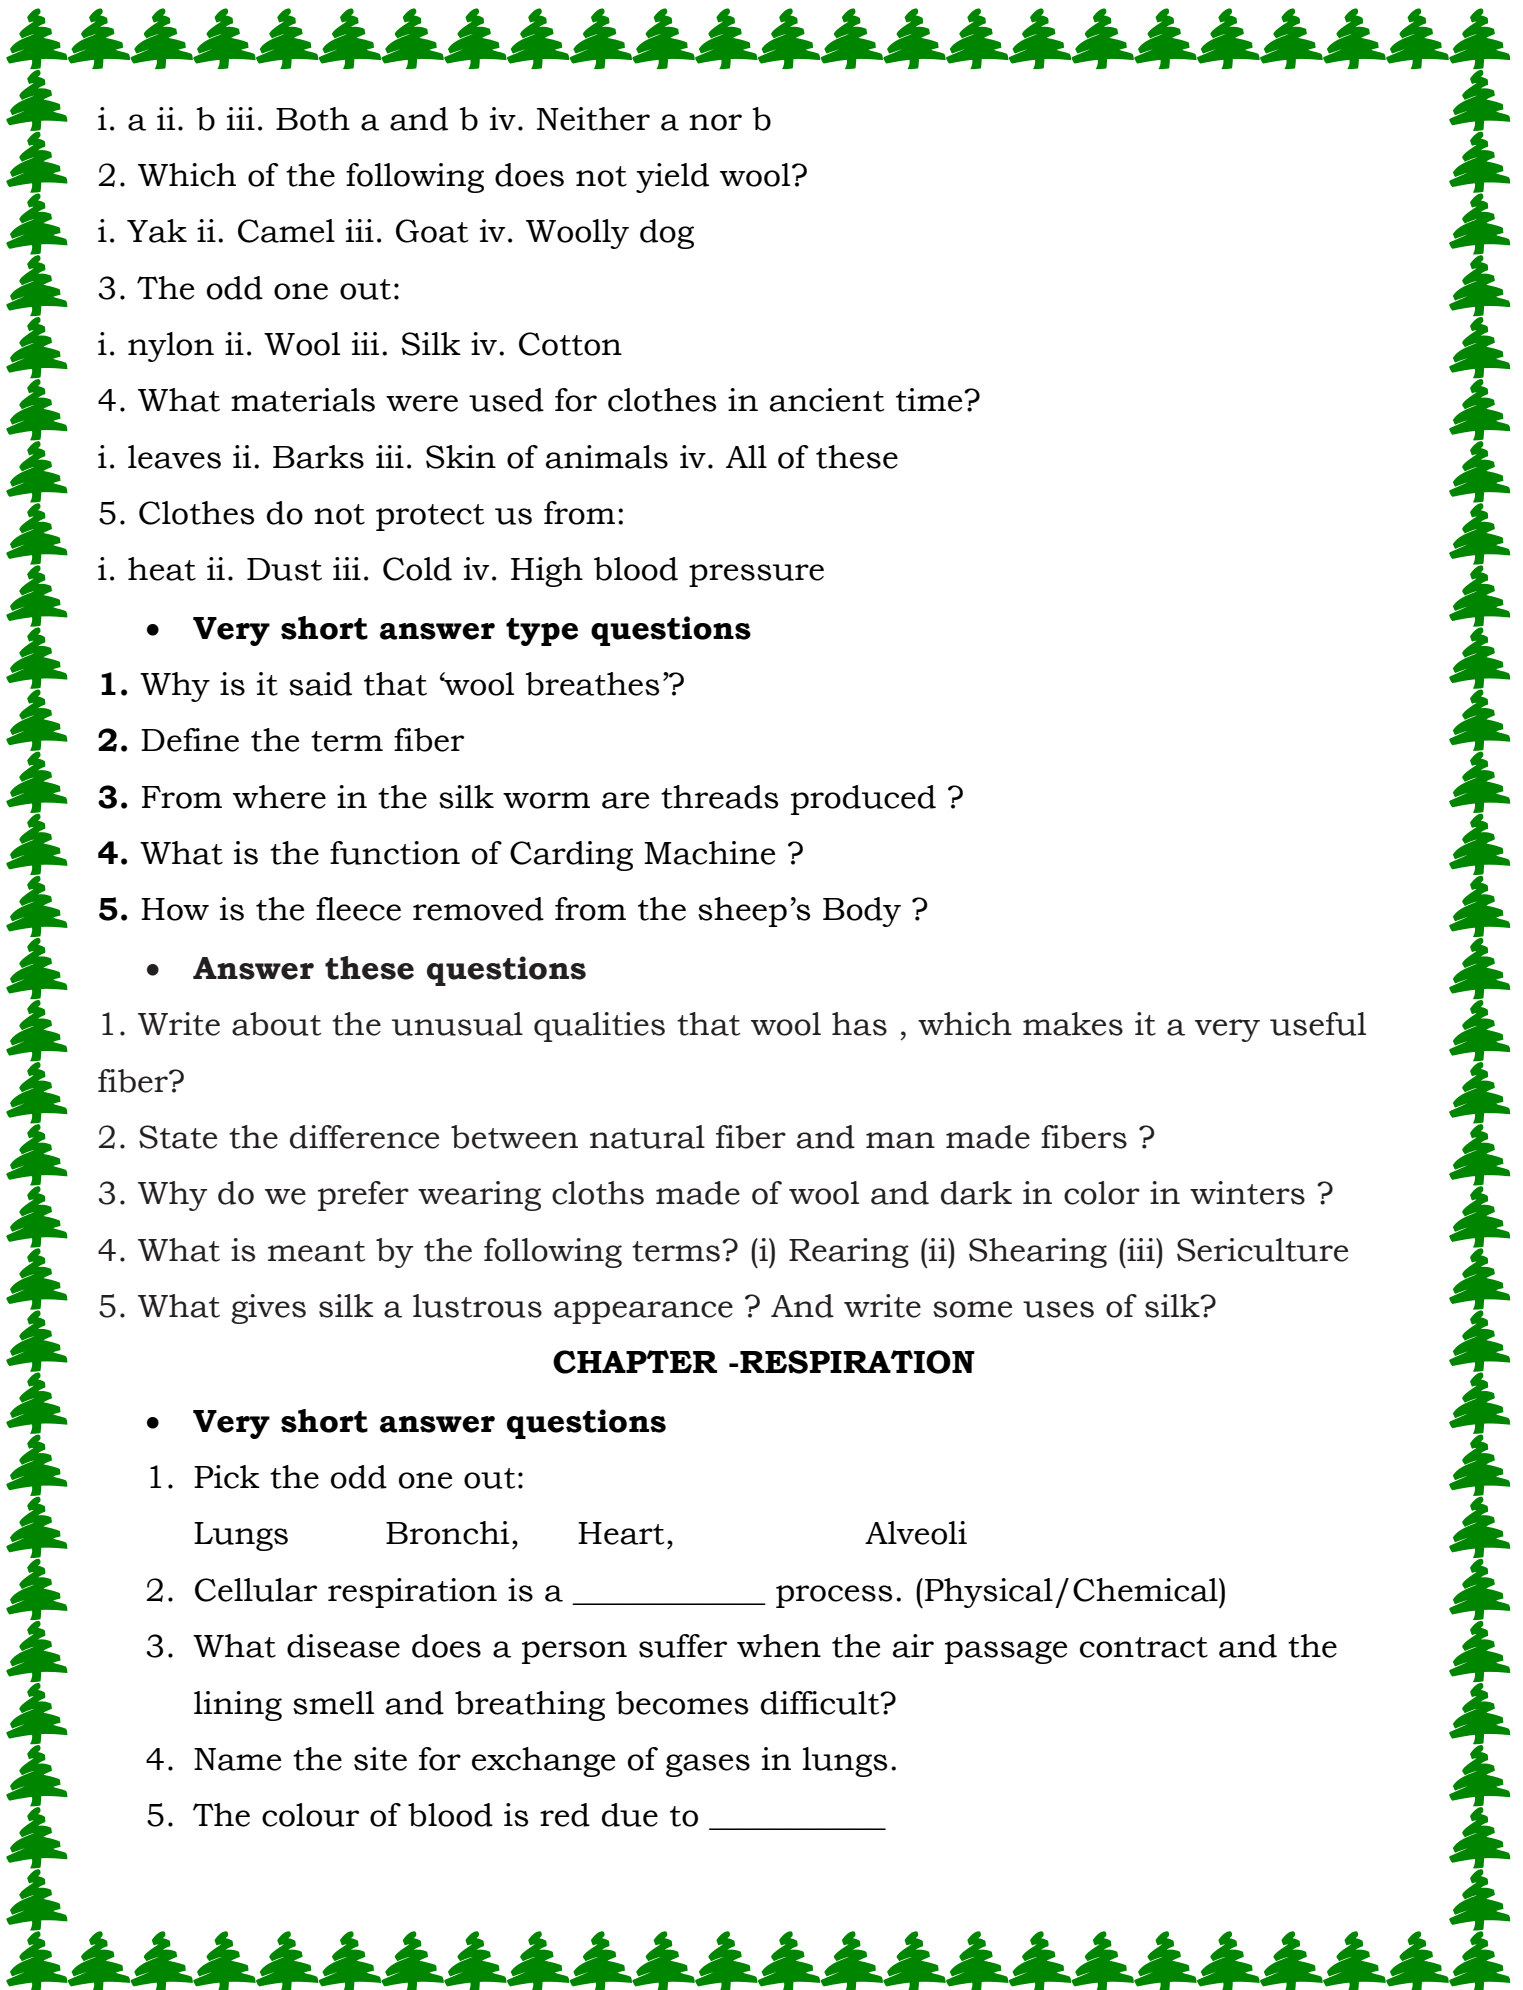 i. a ii. b iii. Both a and b iv. Neither a nor b
2. Which of the following does not yield wool?
i. Yak ii. Camel iii. Goat iv. Woolly dog
3. The odd one out:
i. nylon ii. Wool iii. Silk iv. Cotton
4. What materials were used for clothes in ancient time?
i. leaves ii. Barks iii. Skin of animals iv. All of these
5. Clothes do not protect us from:
i. heat ii. Dust iii. Cold iv. High blood pressure
• Very short answer type questions
1. Why is it said that ‘wool breathes’?
2. Define the term fiber
3. From where in the silk worm are threads produced ?
4. What is the function of Carding Machine ?
5. How is the fleece removed from the sheep’s Body ?
• Answer these questions
1. Write about the unusual qualities that wool has , which makes it a very useful
fiber?
2. State the difference between natural fiber and man made fibers ?
3. Why do we prefer wearing cloths made of wool and dark in color in winters ?
4. What is meant by the following terms? (i) Rearing (ii) Shearing (iii) Sericulture
5. What gives silk a lustrous appearance ? And write some uses of silk?
CHAPTER -RESPIRATION
• Very short answer questions
1. Pick the odd one out:
Lungs Bronchi, Heart, Alveoli
2. Cellular respiration is a ____________ process. (Physical/Chemical)
3. What disease does a person suffer when the air passage contract and the
lining smell and breathing becomes difficult?
4. Name the site for exchange of gases in lungs.
5. The colour of blood is red due to ___________